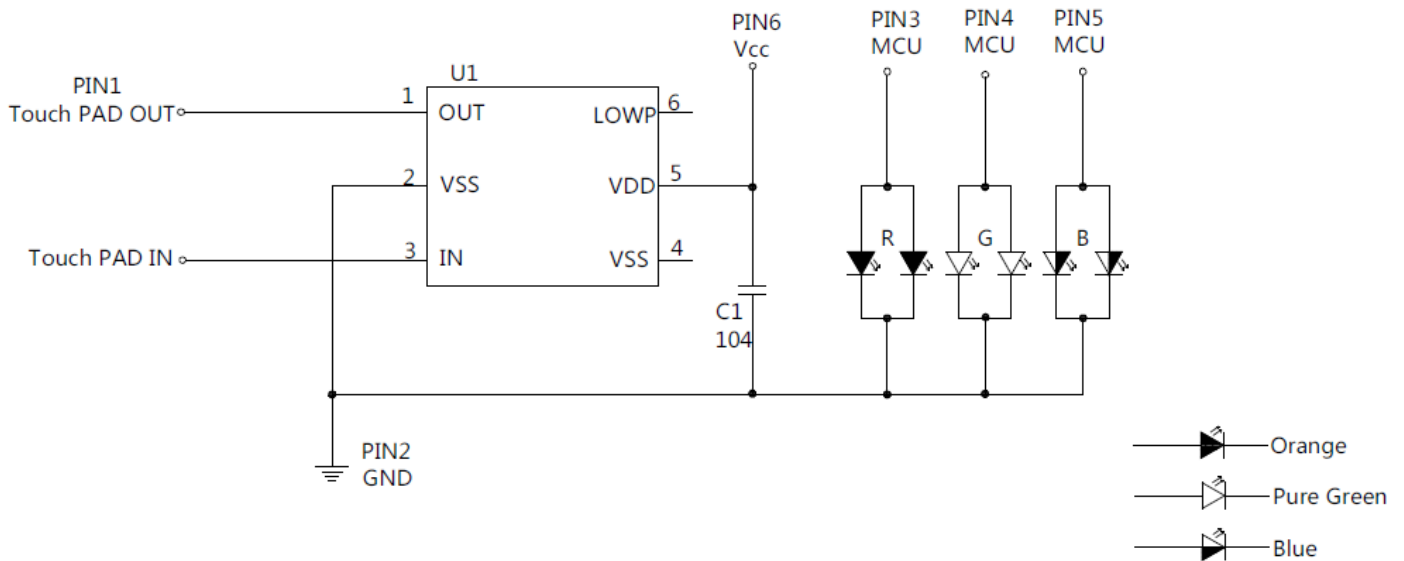 PIN6
Vcc
PIN3
MCU
PIN4
MCU
PIN5
MCU
PIN1
Touch PAD OUT
U1
1
OUT
LOWP
6
2
VSS
VDD
5
Touch PAD IN
3
IN
VSS
4
R
G
B
C1
104
PIN2
GND
Orange
Pure Green
Blue